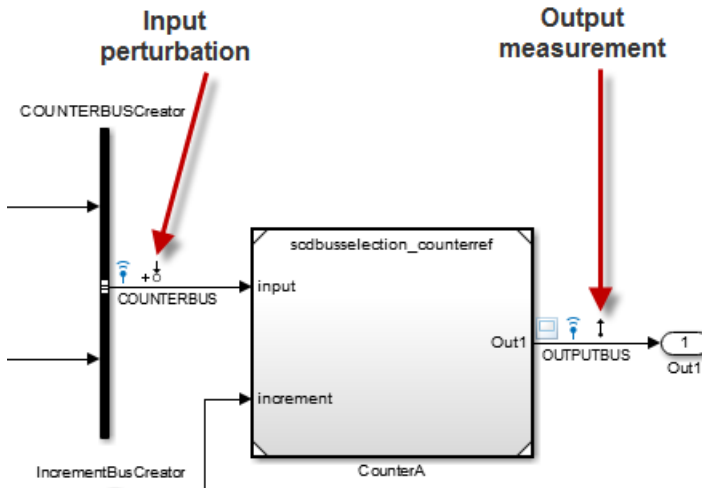 Input
perturbation
Output
measurement
COUNTERBUSCreator
scdbusselection_counterref
COUNTERBUS
input
Out1
OUTPUTBUS
1
Out1
increment
IncrementBusCreator
CounterA